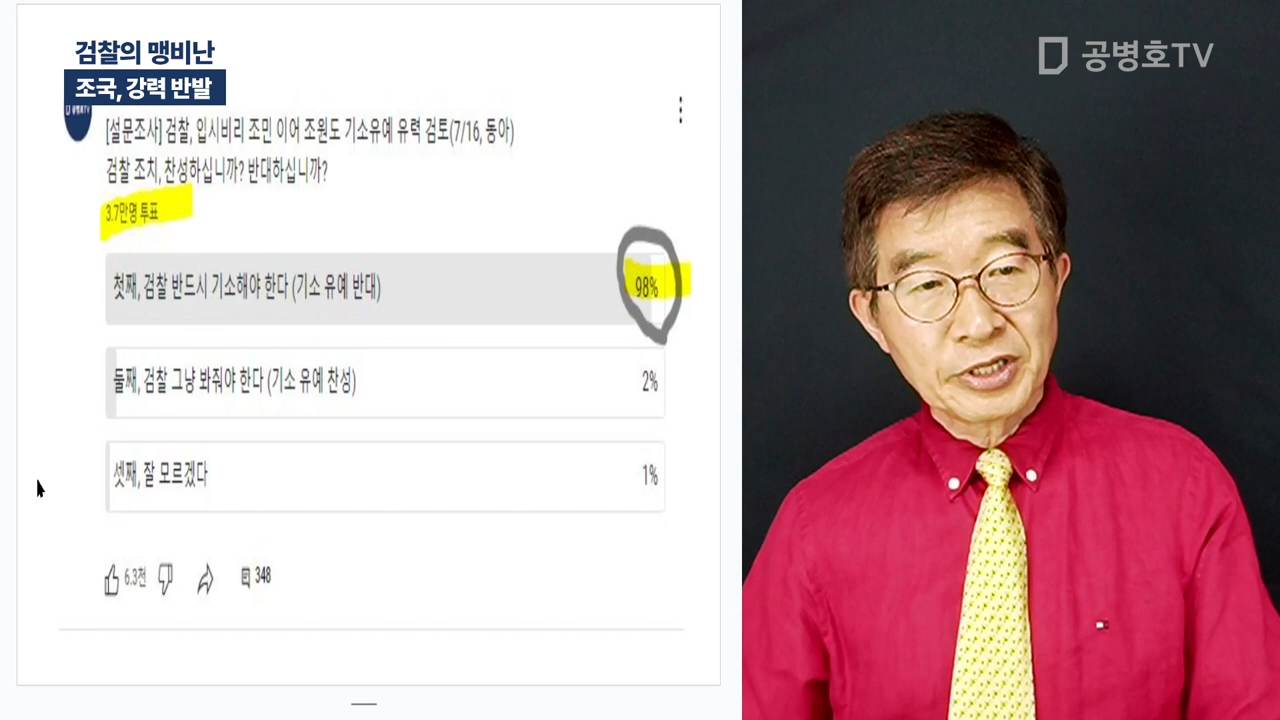 검찰의 맹비난
조국, 강력 반발
공병호TV
공병호TV
[설문조사] 검찰, 입시비리 조민 이어 조원도 기소유예 유력 검토(7/16, 동아)
검찰 조치, 찬성하십니까? 반대하십니까?
3.7만명 투표
첫째, 검찰 반드시 기소해야 한다 (기소 유예 반대)
98%
둘째, 검찰 그냥 봐줘야 한다 (기소 유예 찬성)
2%
셋째, 잘 모르겠다
1%
6.3천
348